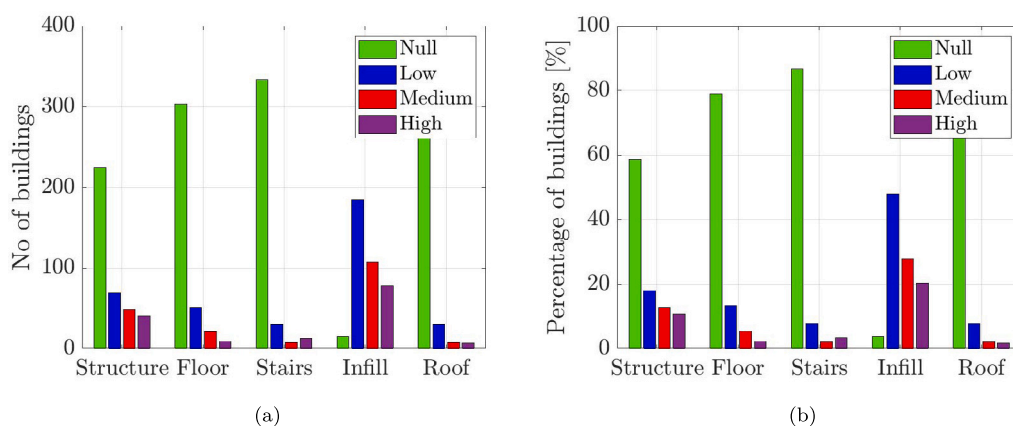 400
300
200
100
0
No of buildings
Null
Low
Medium
High
Structure Floor Stairs Infill Roof
(a)
100
80
60
40
20
0
Percentage of buildings [%]
Null
Low
Medium
High
Structure Floor Stairs Infill Roof
(b)